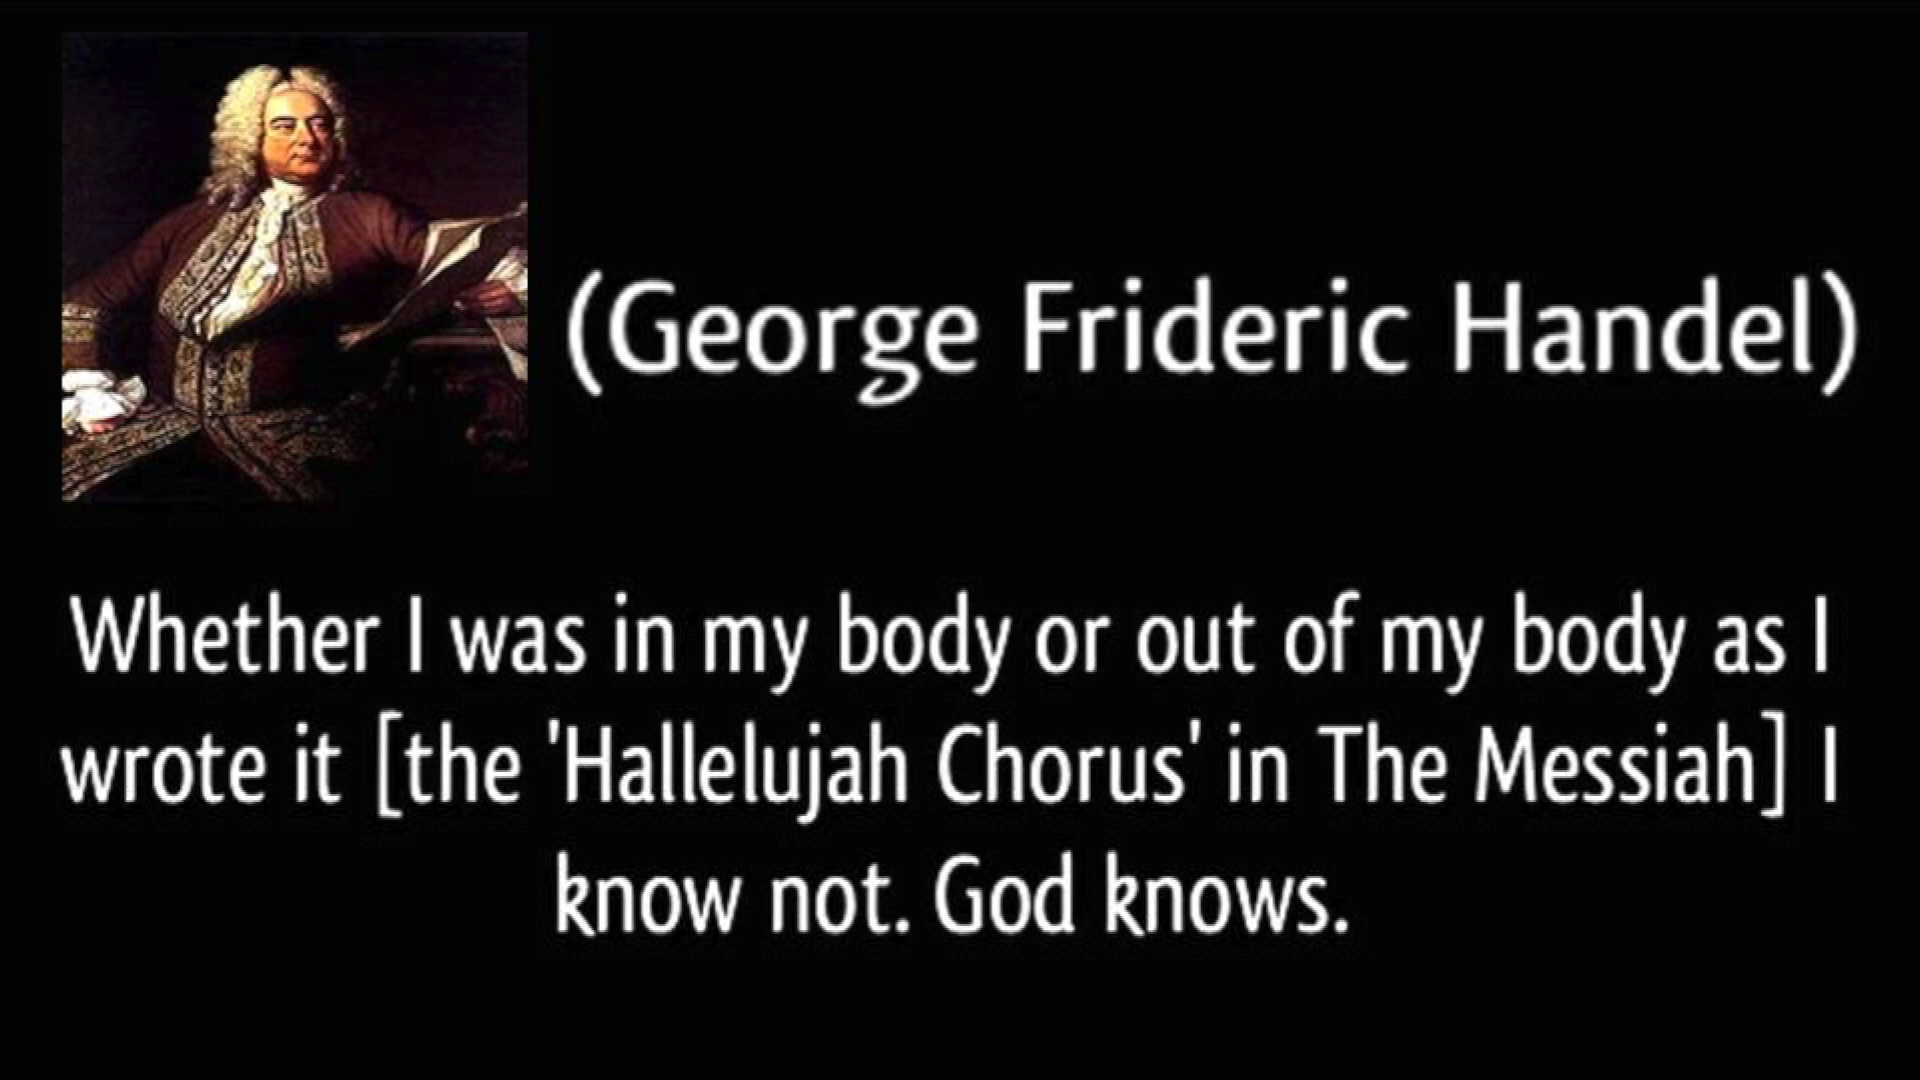 (George Frideric Handel)
Whether I was in my body or out of my body as I
wrote it [the 'Hallelujah Chorus' in The Messiah] I
know not. God knows.